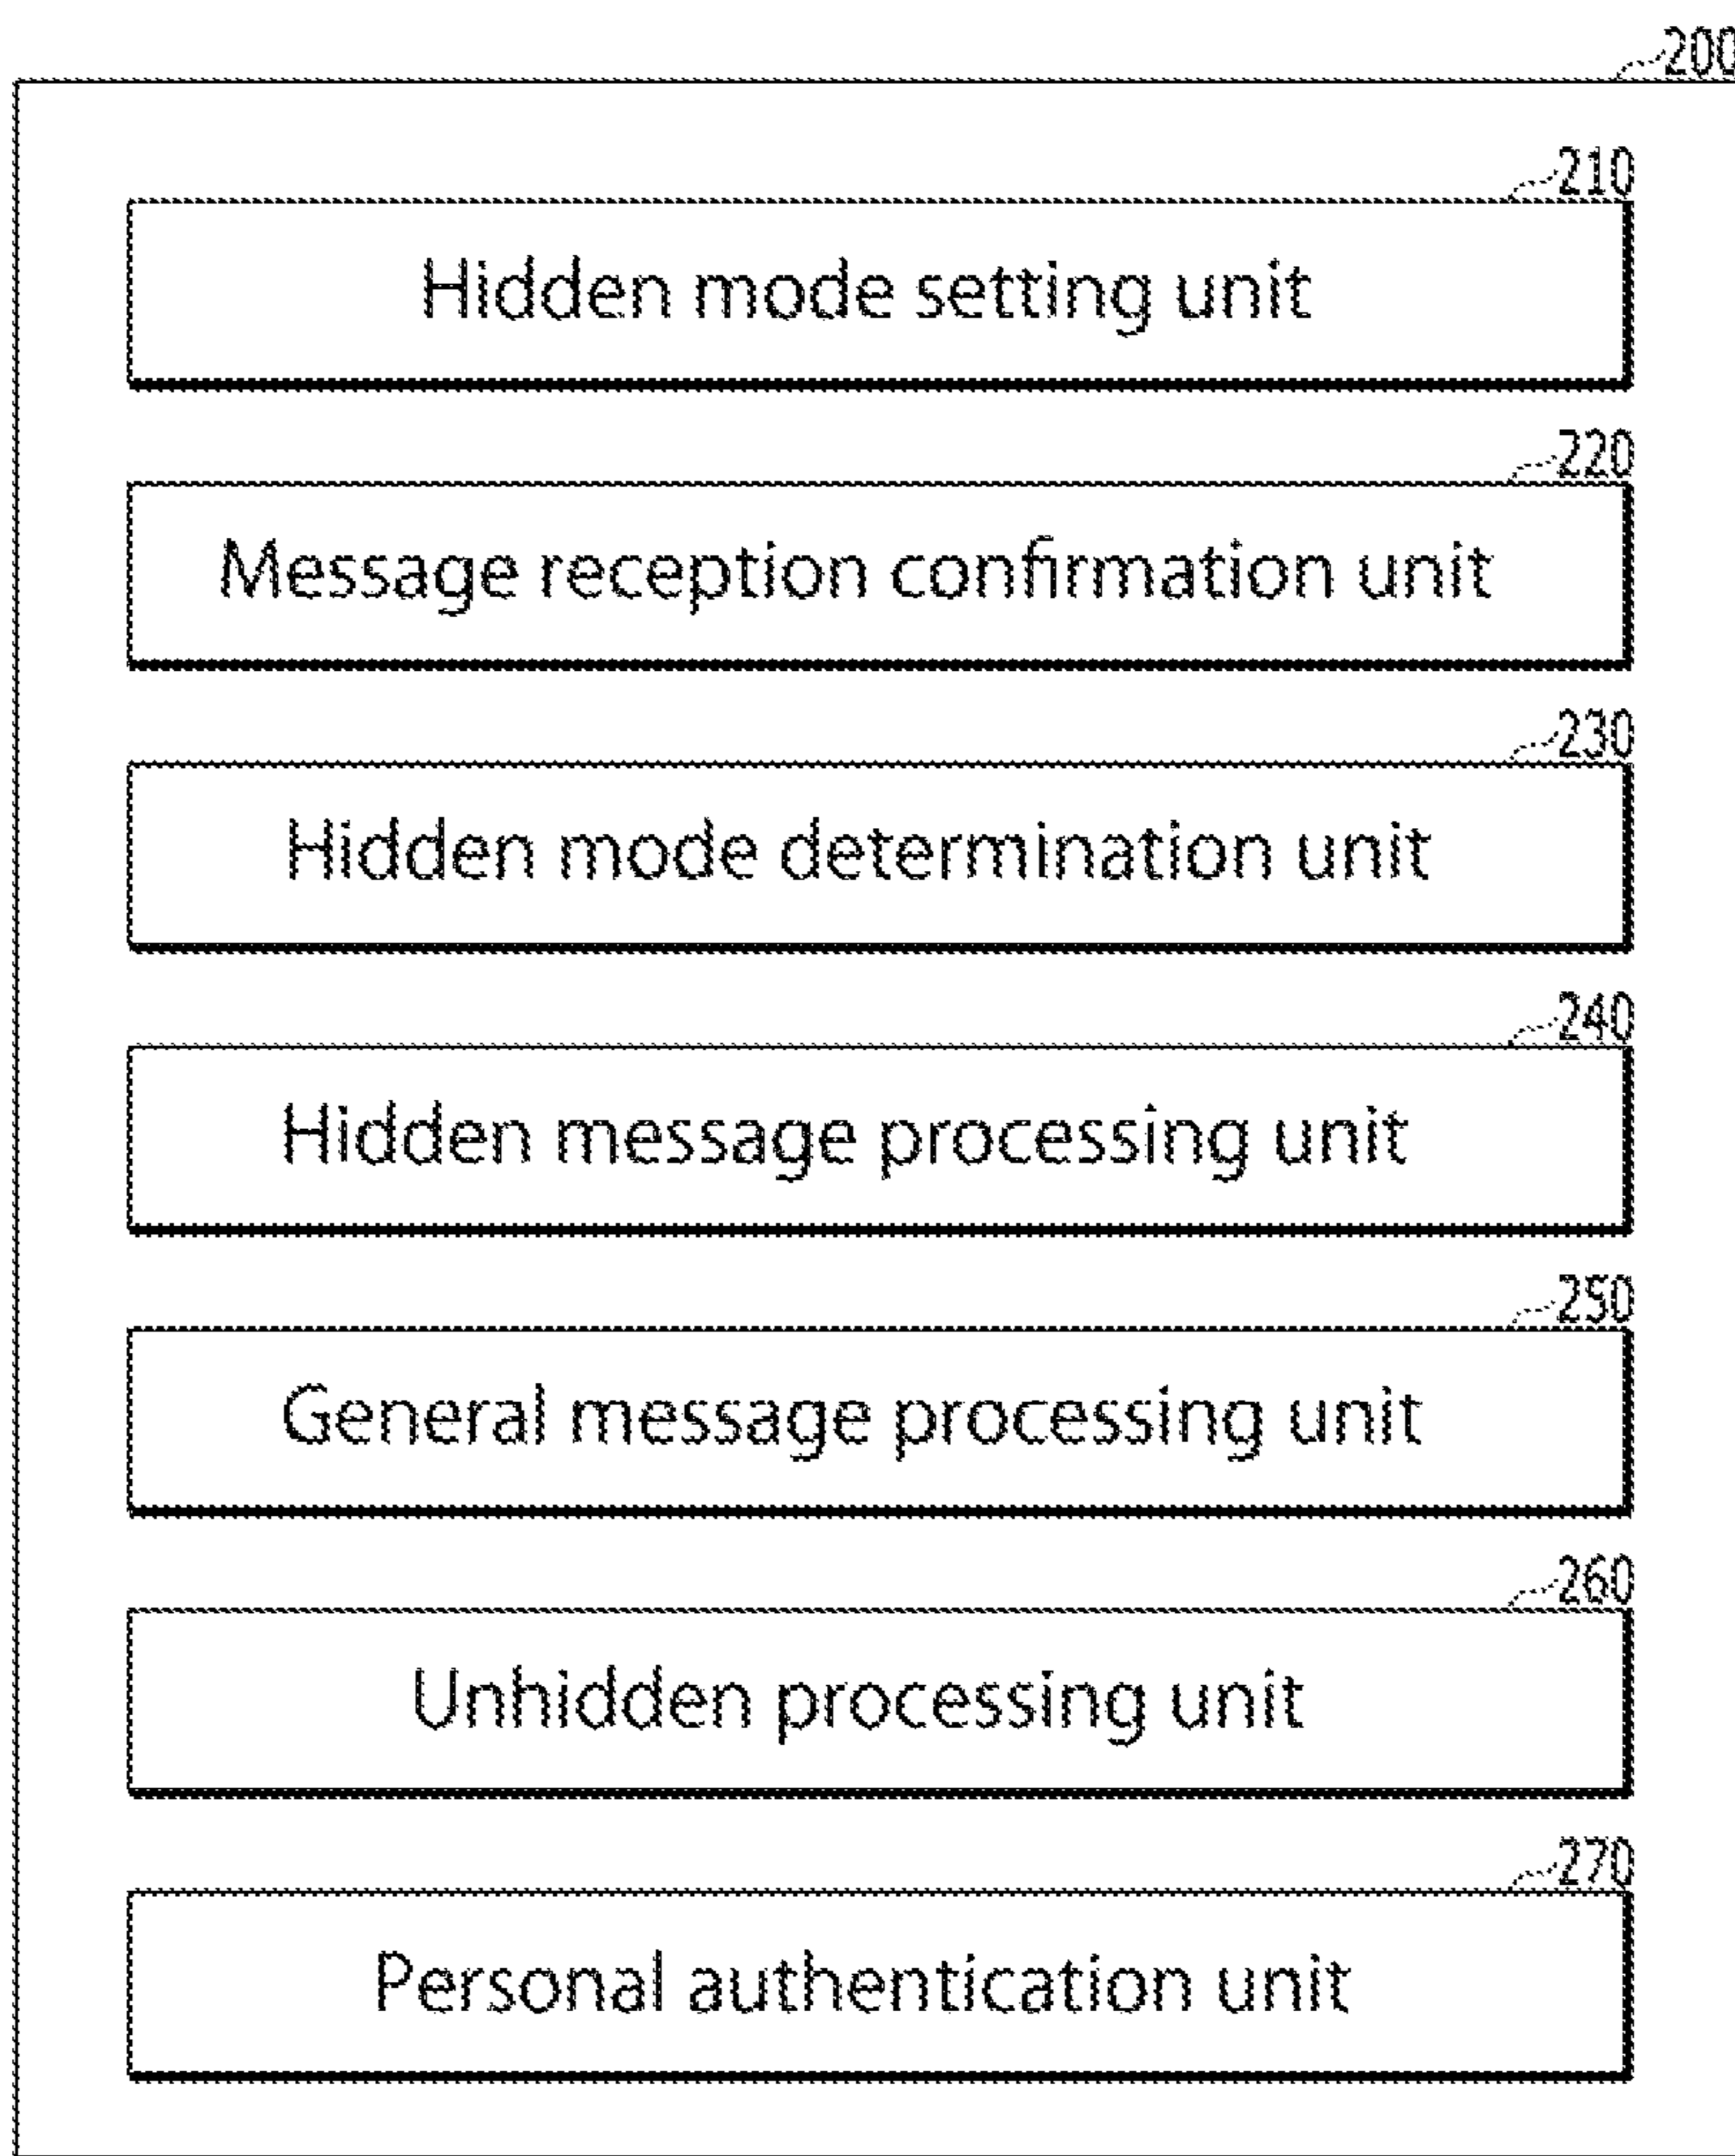 200
210
Hidden mode setting unit
220
Message reception confirmation unit
230
Hidden mode determination unit
240
Hidden message processing unit
250
General message processing unit
260
Unhidden processing unit
270
Personal authentication unit